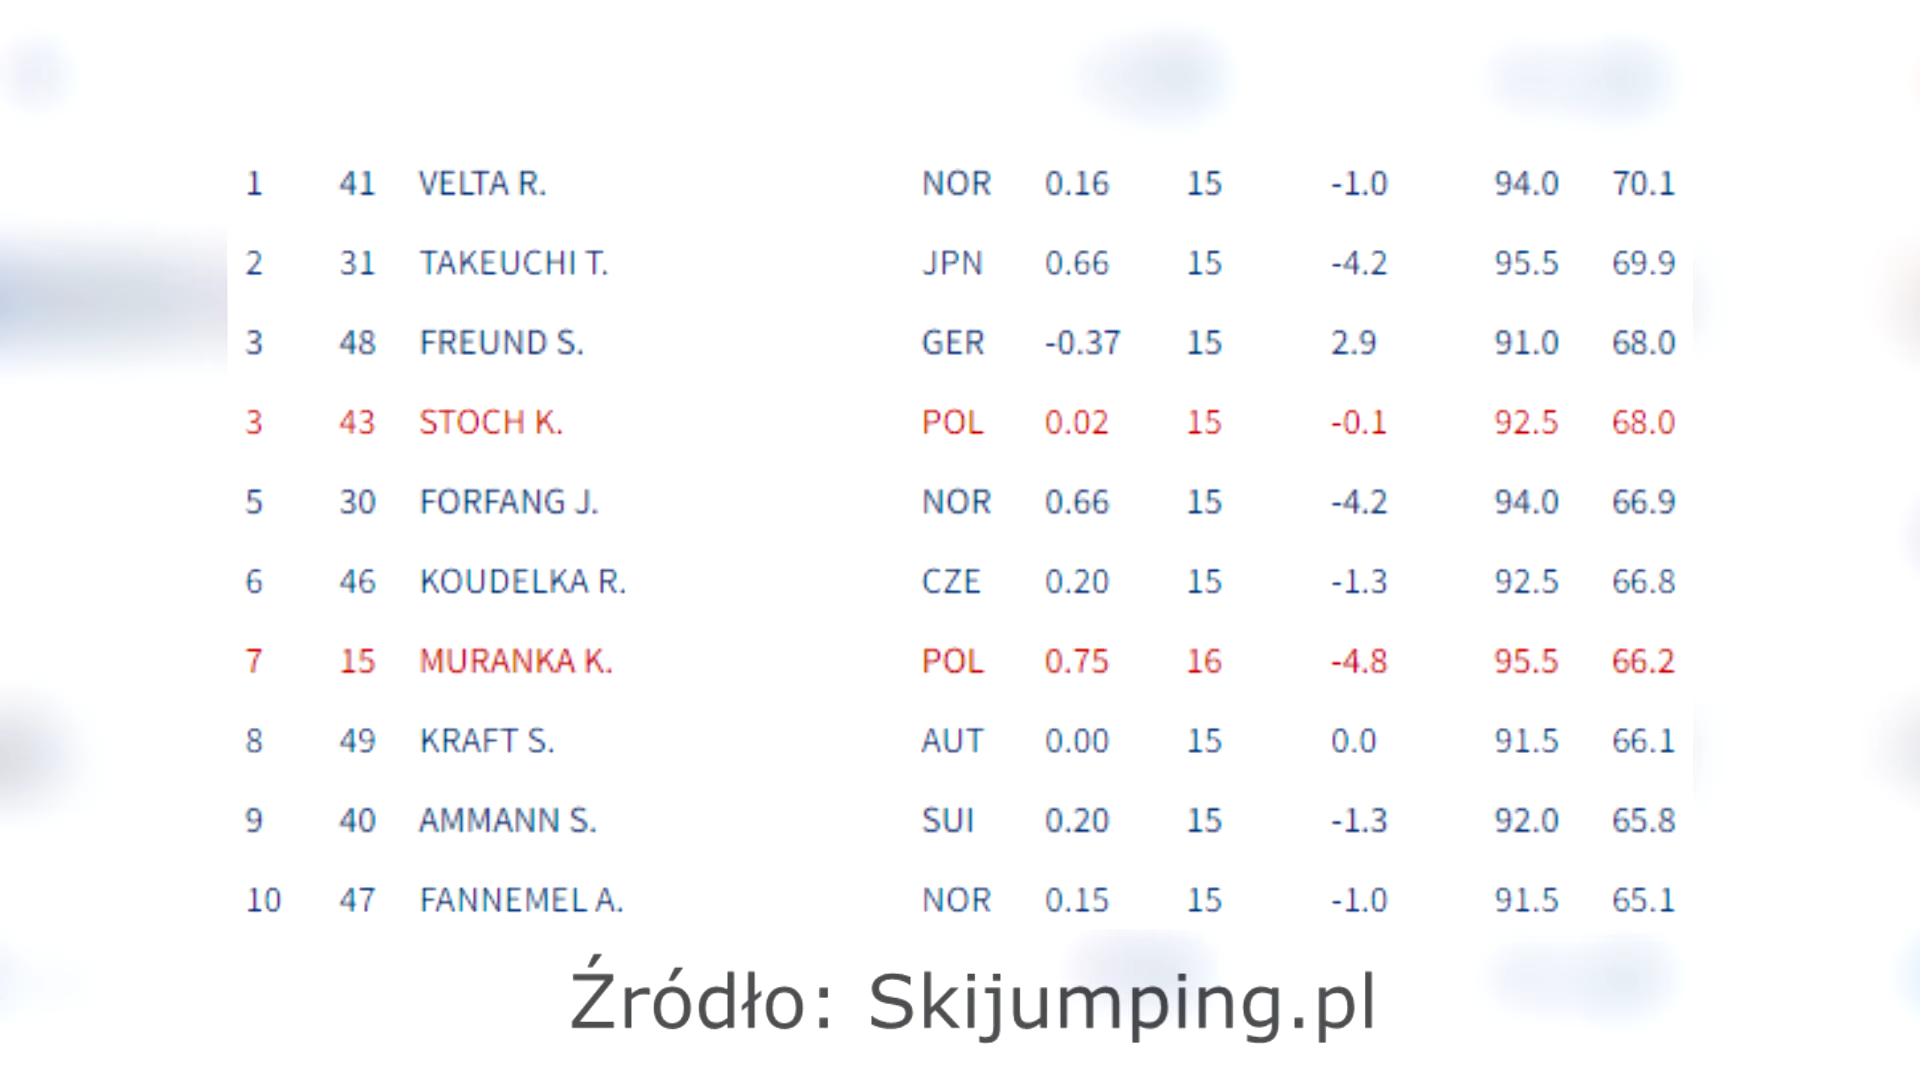 1 41 VELTA R. NOR 0.16 15 -1.0 94.0 70.1
2 31 TAKEUCHI T. JPN 0.66 15 -4.2 95.5 69.9
3 48 FREUND S. GER -0.37 15 2.9 91.0 68.0
3 43 STOCH K. POL 0.02 15 -0.1 92.5 68.0
5 30 FORFANG J. NOR 0.66 15 -4.2 94.0 66.9
6 46 KOUDELKA R. CZE 0.20 15 -1.3 92.5 66.8
7 15 MURANKA K. POL 0.75 16 -4.8 95.5 66.2
8 49 KRAFT S. AUT 0.00 15 0.0 91.5 66.1
9 40 AMMANN S. SUI 0.20 15 -1.3 92.0 65.8
10 47 FANNEMEL A. NOR 0.15 15 -1.0 91.5 65.1
Źródło: Skijumping.pl